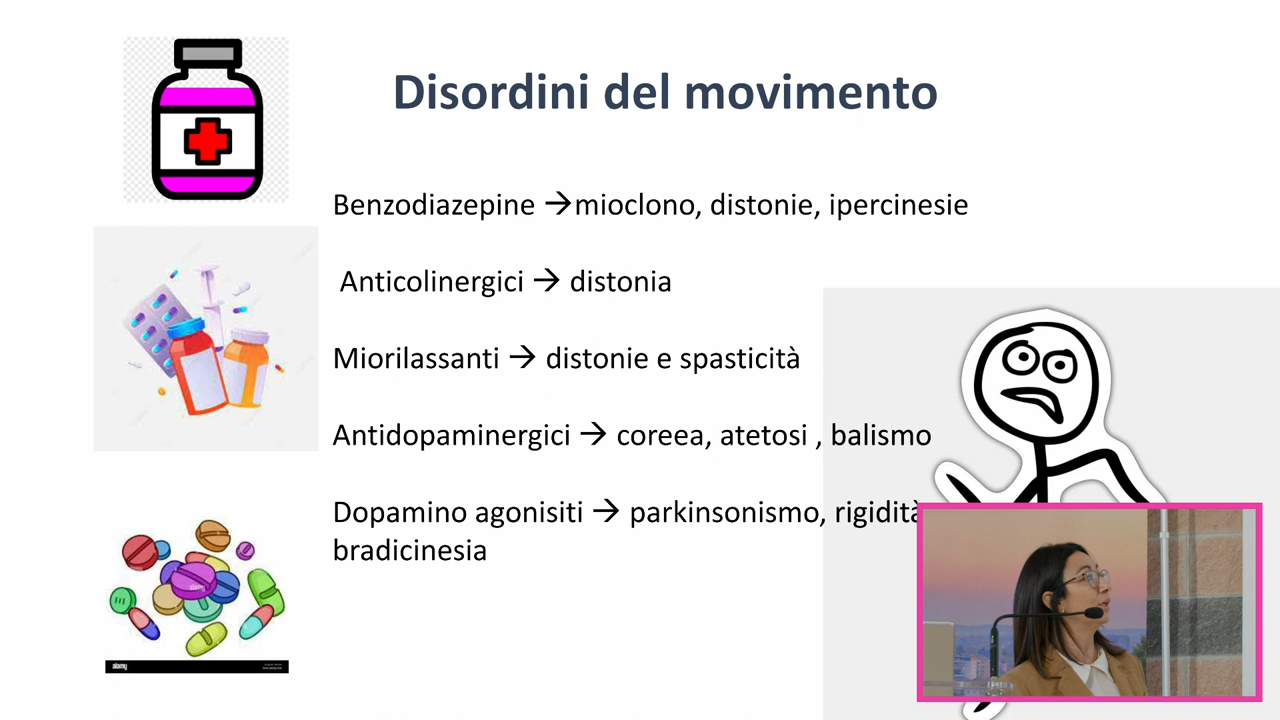 Disordini del movimento
Benzodiazepine →mioclono, distonie, ipercinesie
Anticolinergici → distonia
Miorilassanti → distonie e spasticità
Antidopaminergici → coreea, atetosi , balismo
Dopamino agonisiti → parkinsonismo, rigidità
bradicinesia
alamy